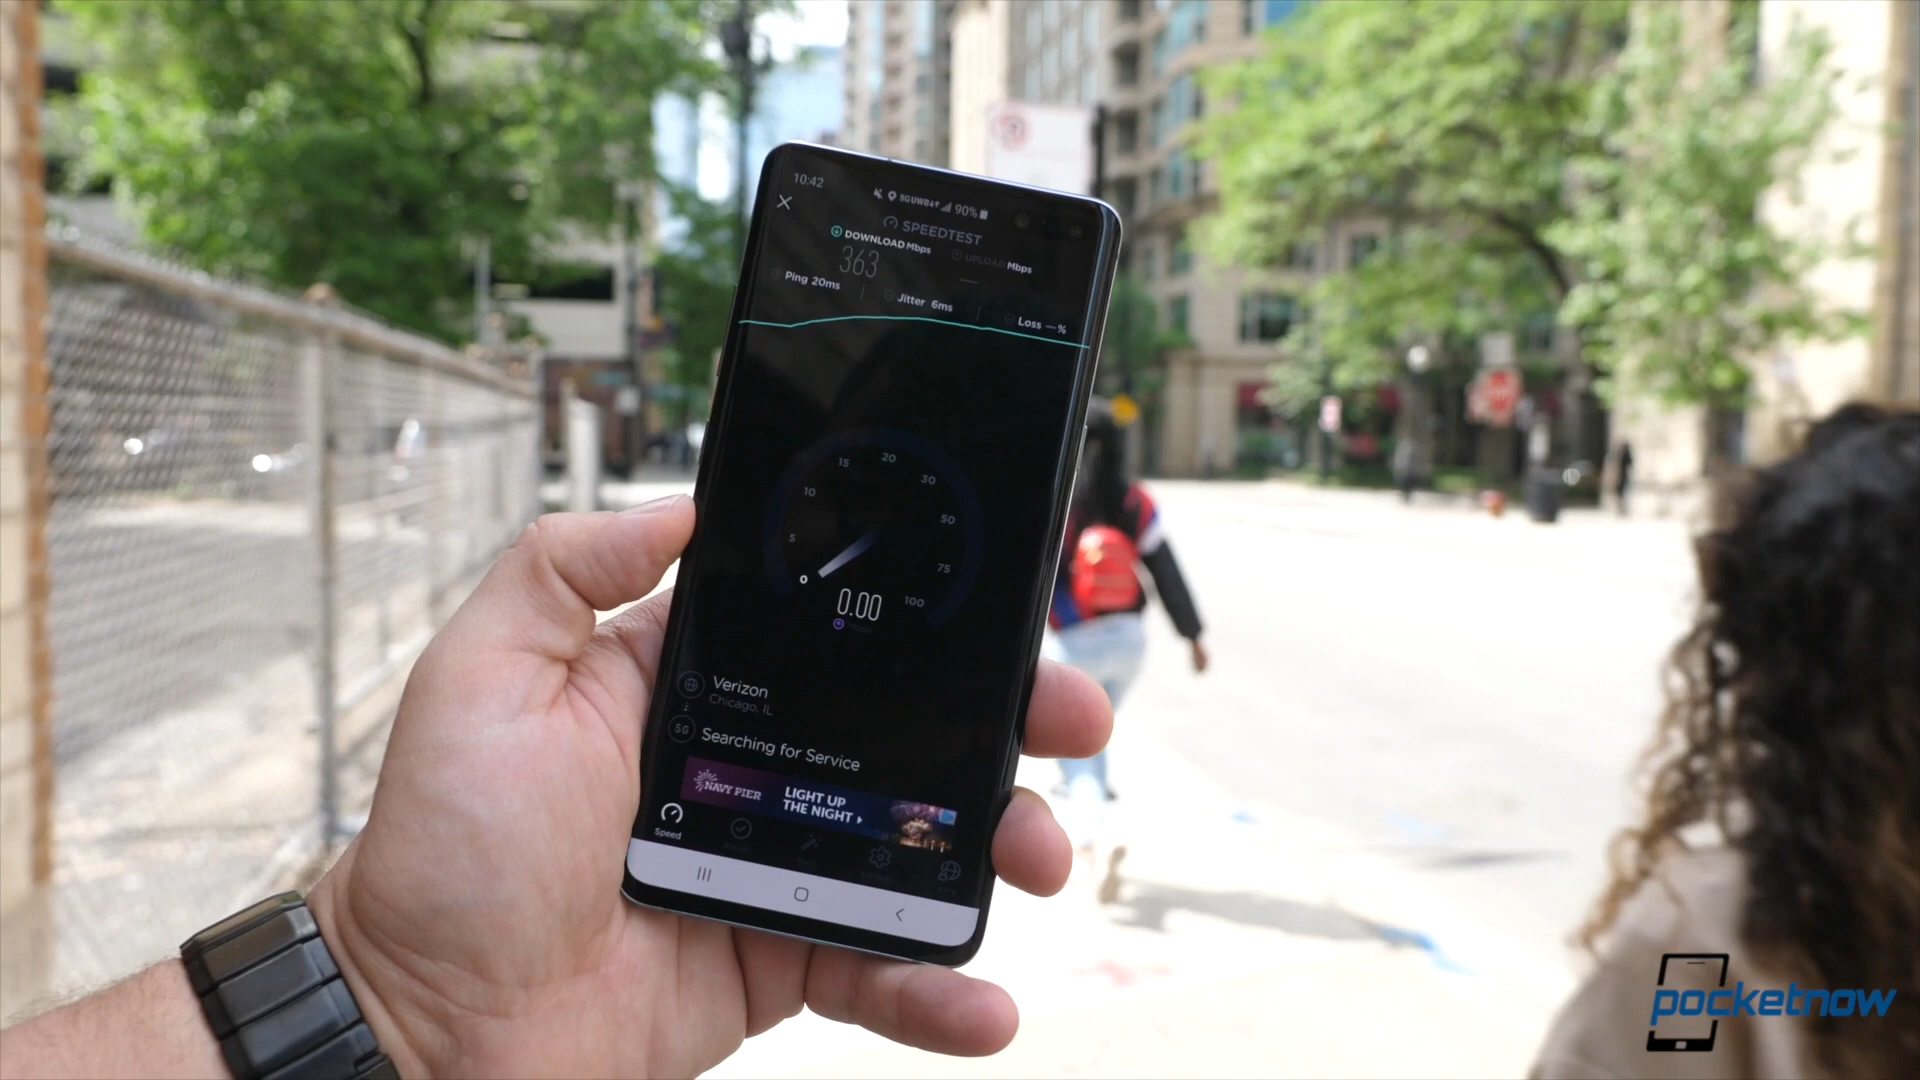 10:42
5GUWB 90%
SPEEDTEST
DOWNLOAD Mbps
UPLOAD Mbps
363
Ping 20ms
Jitter 6ms
Loss — %
20
15
30
10
50
5
75
0
100
0.00
Verizon
Chicago, IL
5G
Searching for Service
NAVY PIER
LIGHT UP
THE NIGHT
Speed
pocketnow